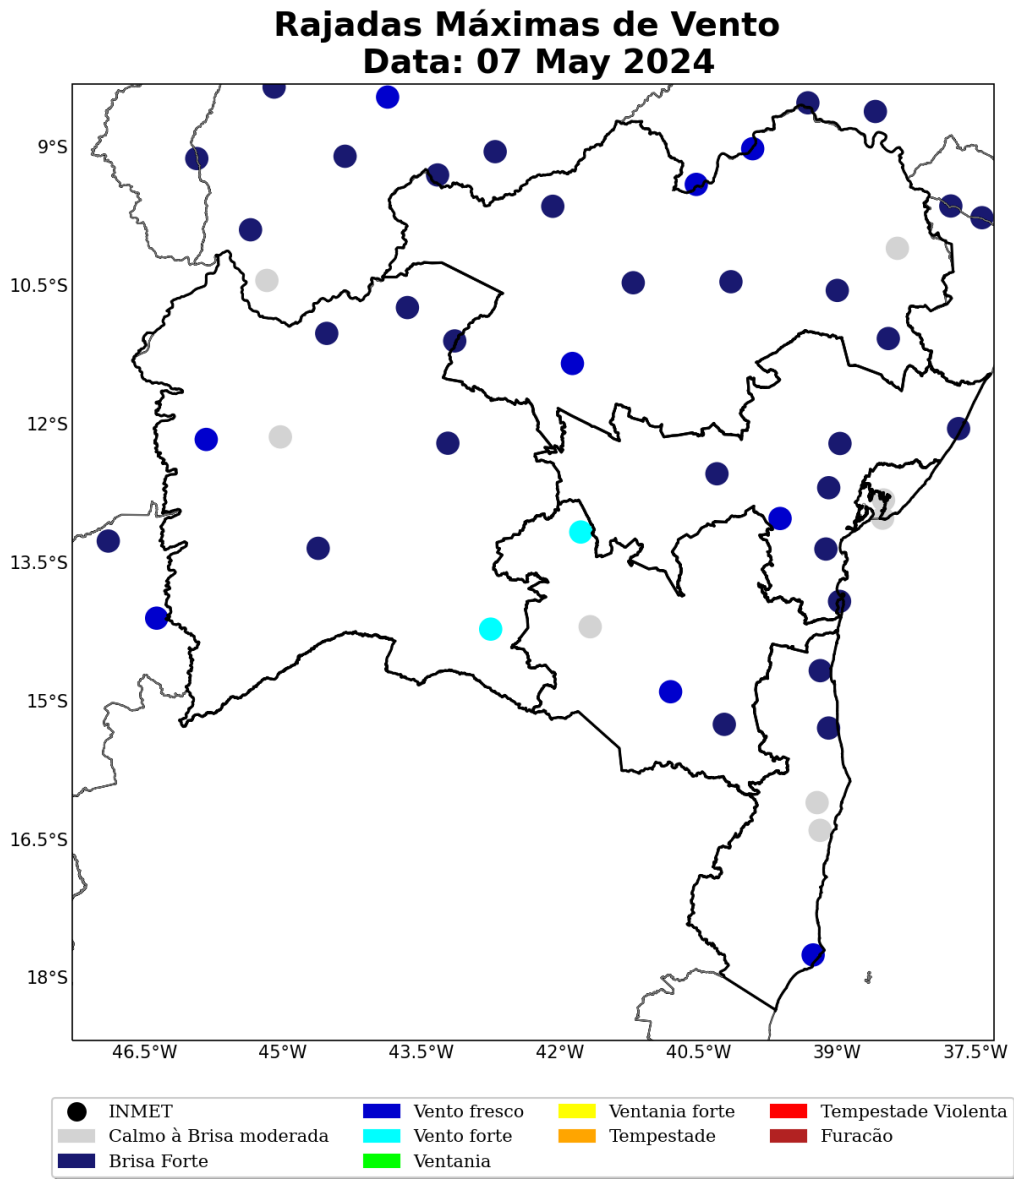 Rajadas Máximas de Vento
Data: 07 May 2024
9°S
10.5°S
12°S
13.5°S
15°S
16.5°S
18°S
46.5°W 45°W 43.5°W 42°W 40.5°W 39°W 37.5°W
INMET Vento fresco Ventania forte Tempestade Violenta
Calmo à Brisa moderada Vento forte Tempestade Furacão
Brisa Forte Ventania